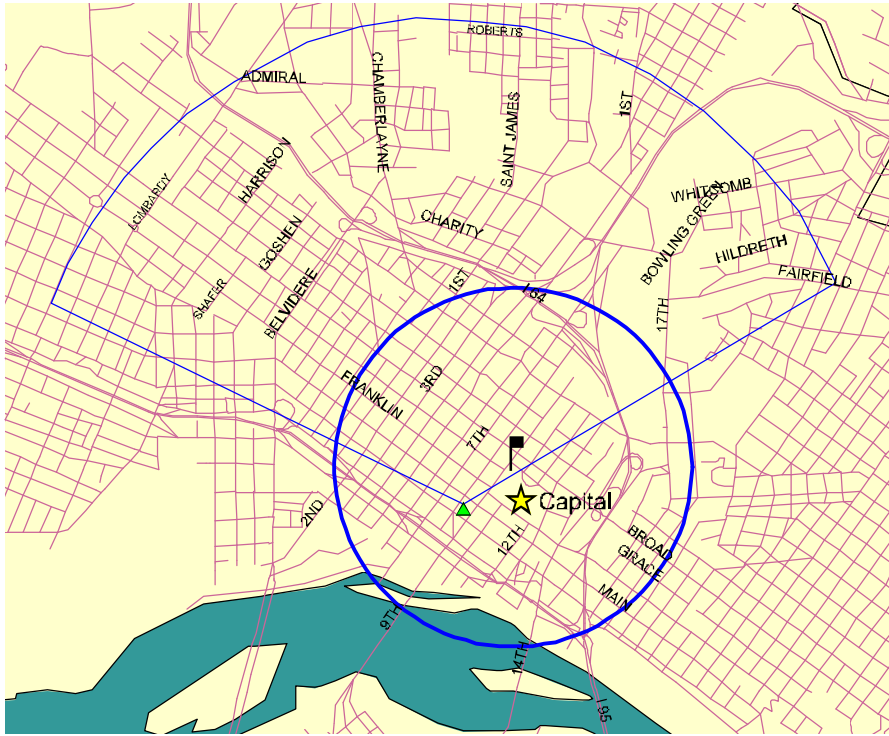 ROBERTS
ADMIRAL
CHAMBERLAYNE
SAINT JAMES
1ST
LOMBARDY
HARRISON
WHITCOMB
GOSHEN
CHARITY
BOWLING GREEN
HILDRETH
FAIRFIELD
SHAFER
BELVIDERE
1ST
I 64
17TH
3RD
FRANKLIN
7TH
Capital
2ND
12TH
BROAD
GRACE
MAIN
9TH
14TH
I 95